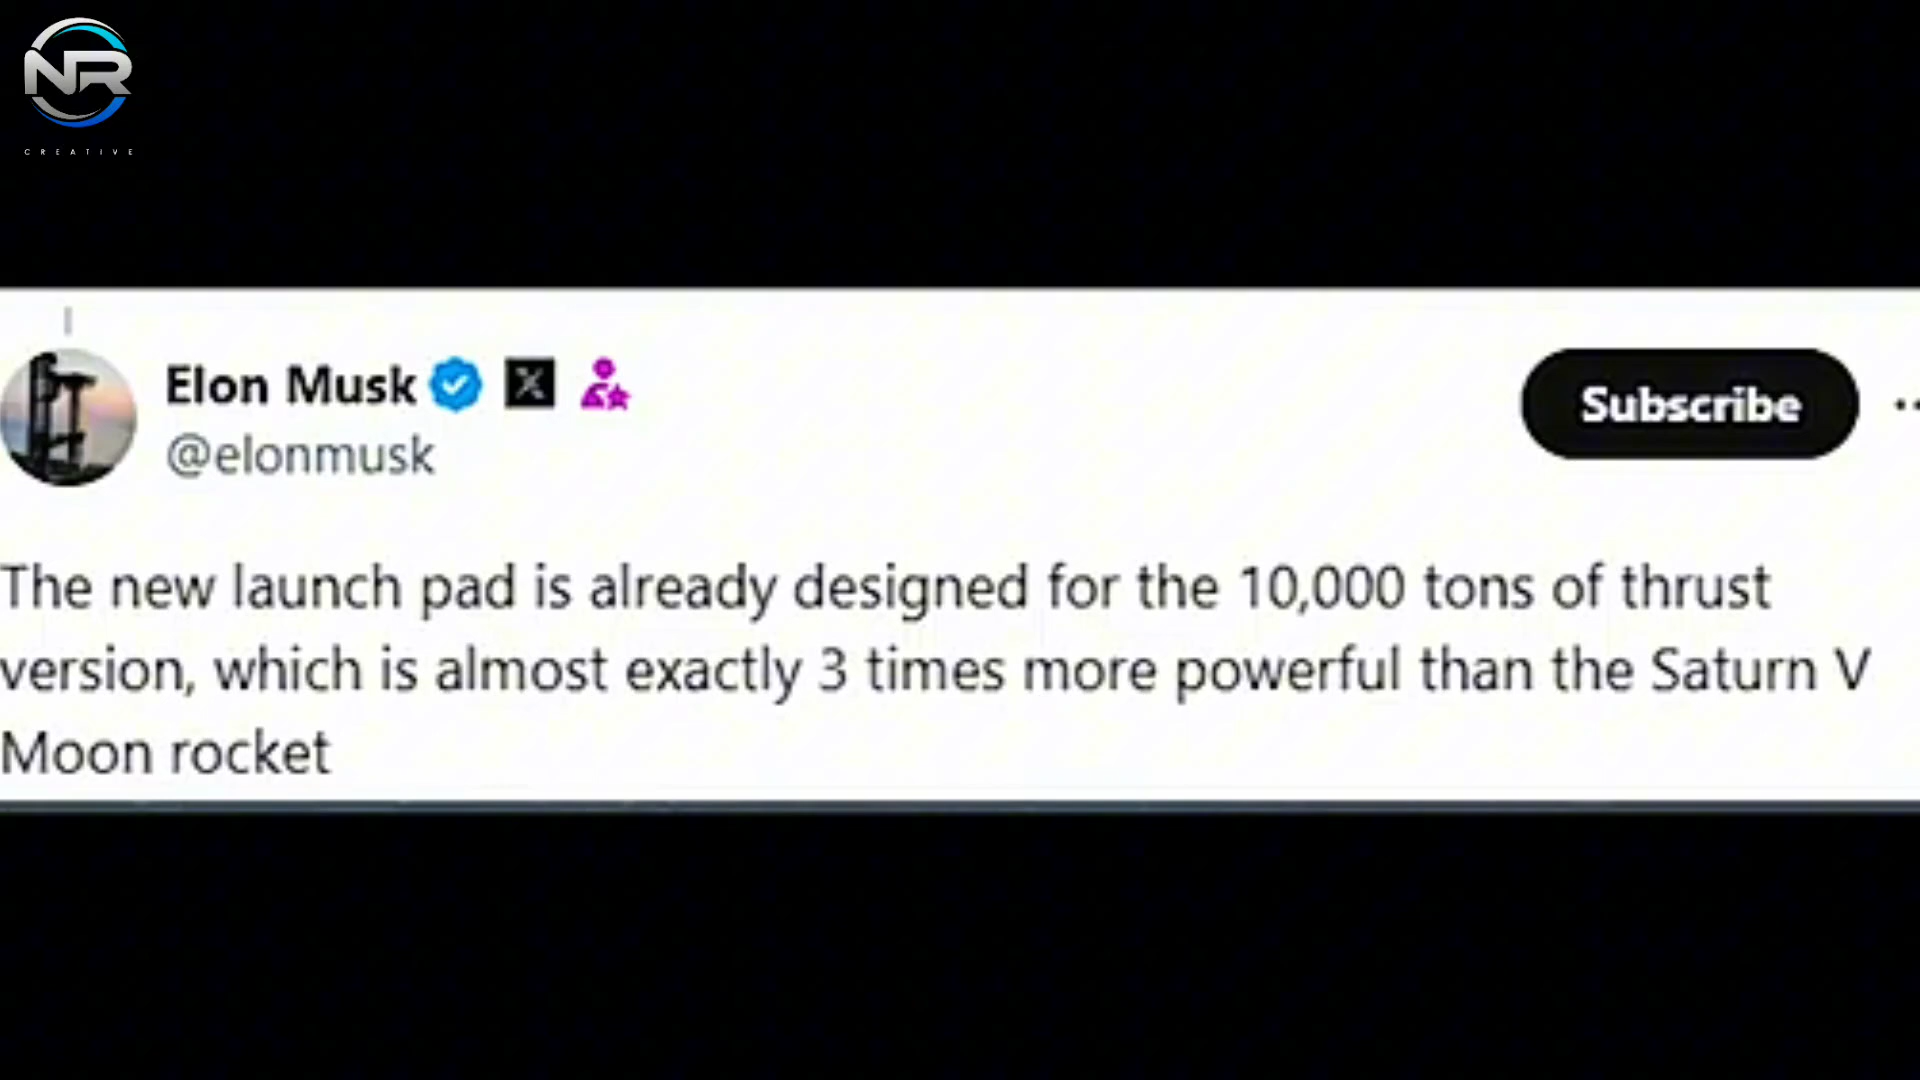 NR
CREATIVE
Elon Musk
@elonmusk
Subscribe
The new launch pad is already designed for the 10,000 tons of thrust
version, which is almost exactly 3 times more powerful than the Saturn V
Moon rocket